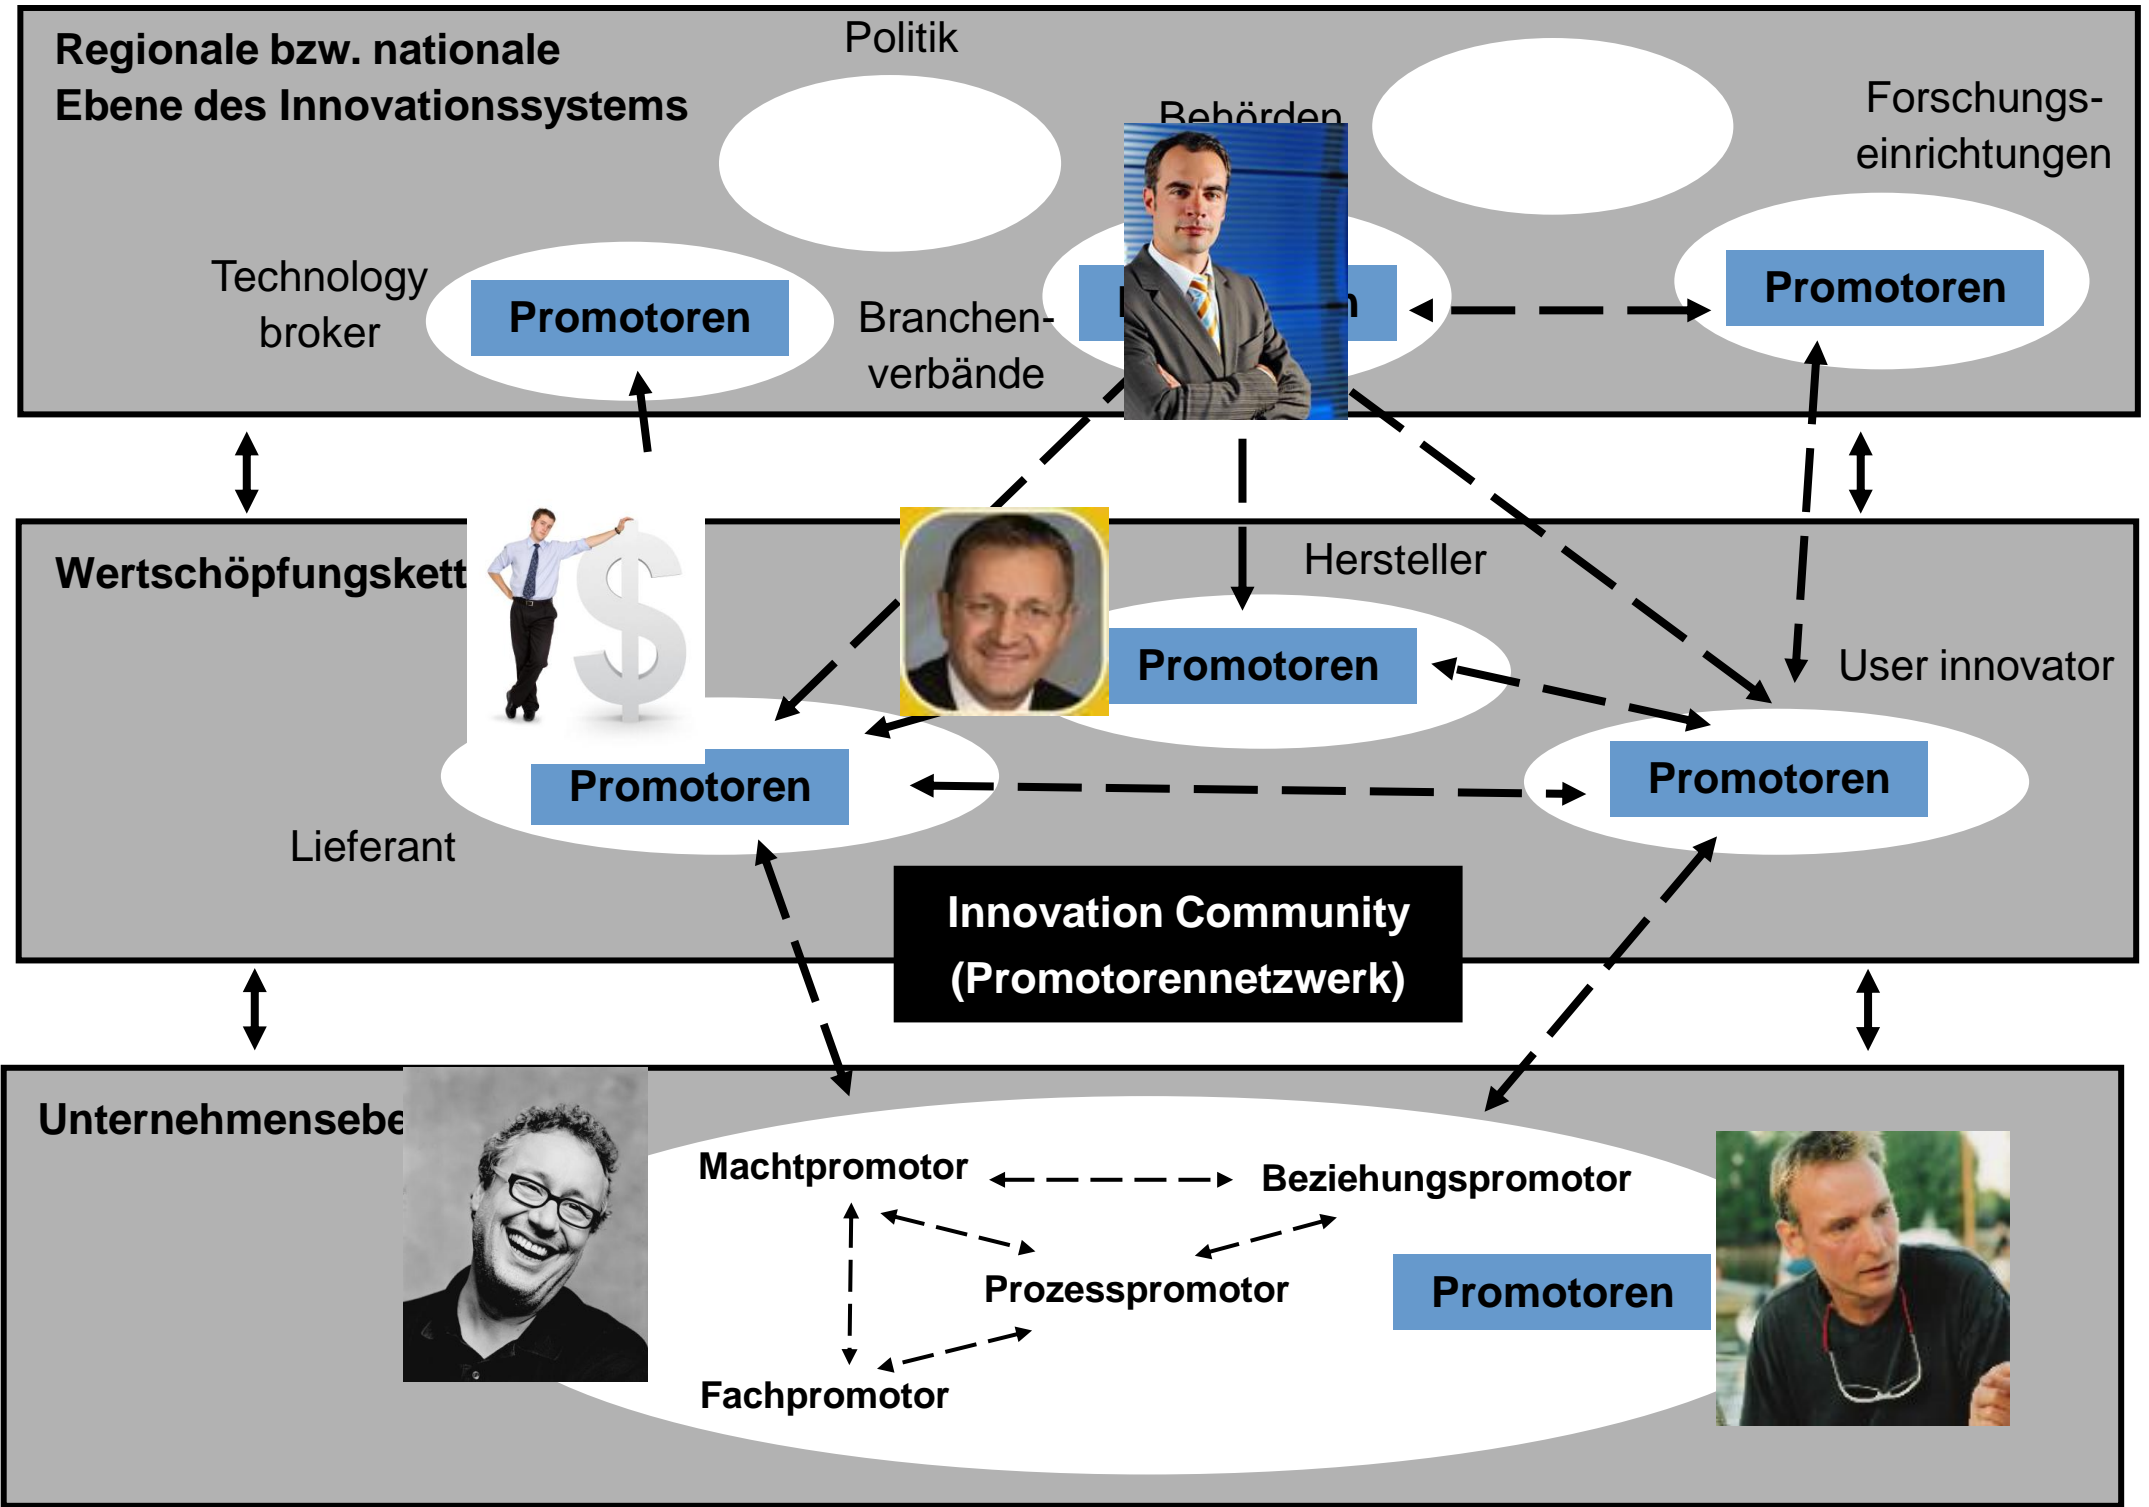 Regionale bzw. nationale
Ebene des Innovationssystems
Politik
Behörden
Forschungs-
einrichtungen
Technology
broker
Promotoren
Branchen-
verbände
Promotoren
Wertschöpfungskett
Hersteller
Promotoren
User innovator
Promotoren
Promotoren
Lieferant
Innovation Community
(Promotorennetzwerk)
Unternehmensebe
Machtpromotor
Beziehungspromotor
Prozesspromotor
Promotoren
Fachpromotor